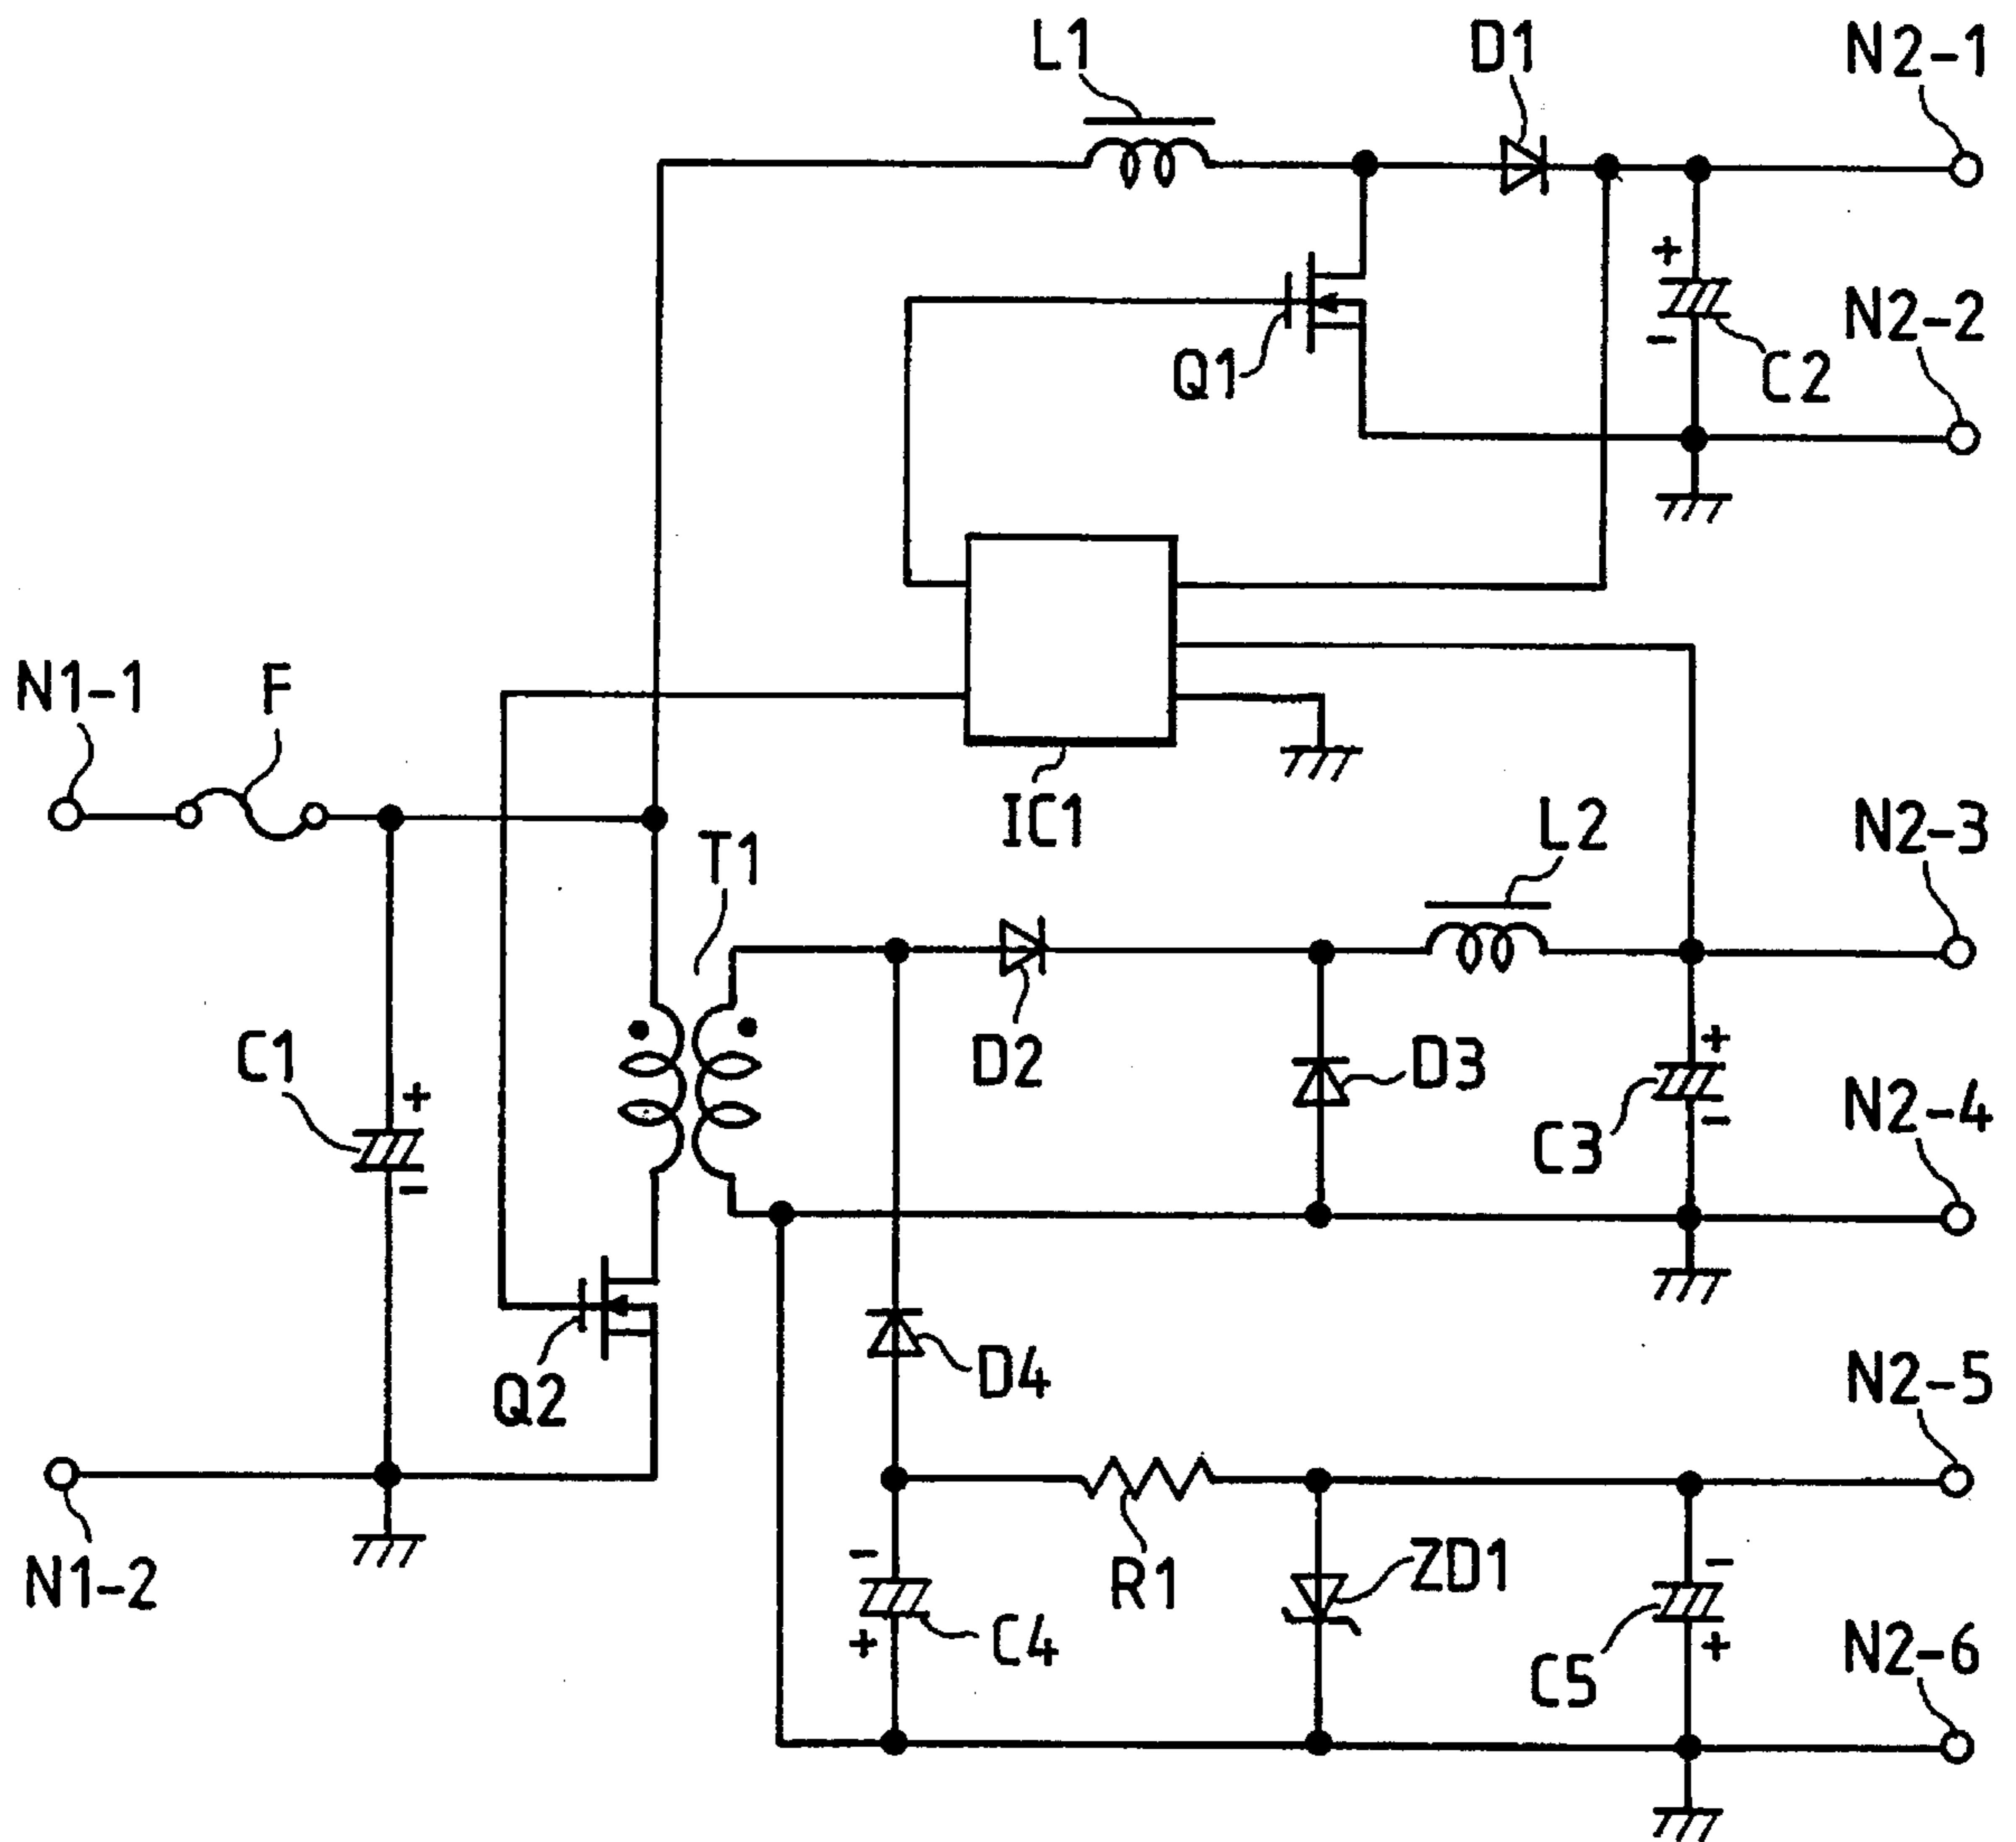 L1
D1
N2-1
+
N2-2
Q1
-
C2
N1-1
F
IC1
T1
L2
N2-3
C1
D2
D3
+
+
C3
-
N2-4
-
Q2
D4
N2-5
N1-2
-
R1
ZD1
-
+
C4
C5
+
N2-6